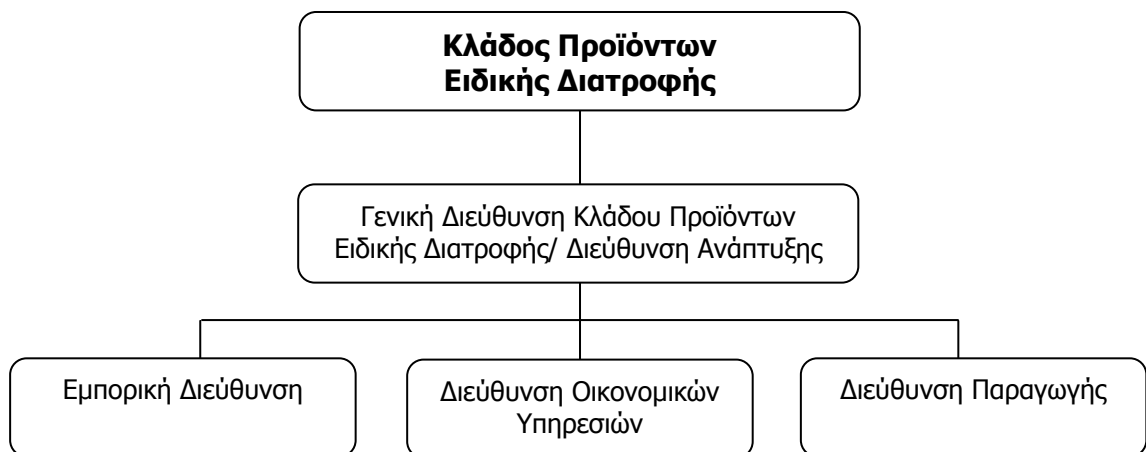 Κλάδος Προϊόντων
Ειδικής Διατροφής
Γενική Διεύθυνση Κλάδου Προϊόντων
Ειδικής Διατροφής/ Διεύθυνση Ανάπτυξης
Εμπορική Διεύθυνση
Διεύθυνση Οικονομικών
Υπηρεσιών
Διεύθυνση Παραγωγής